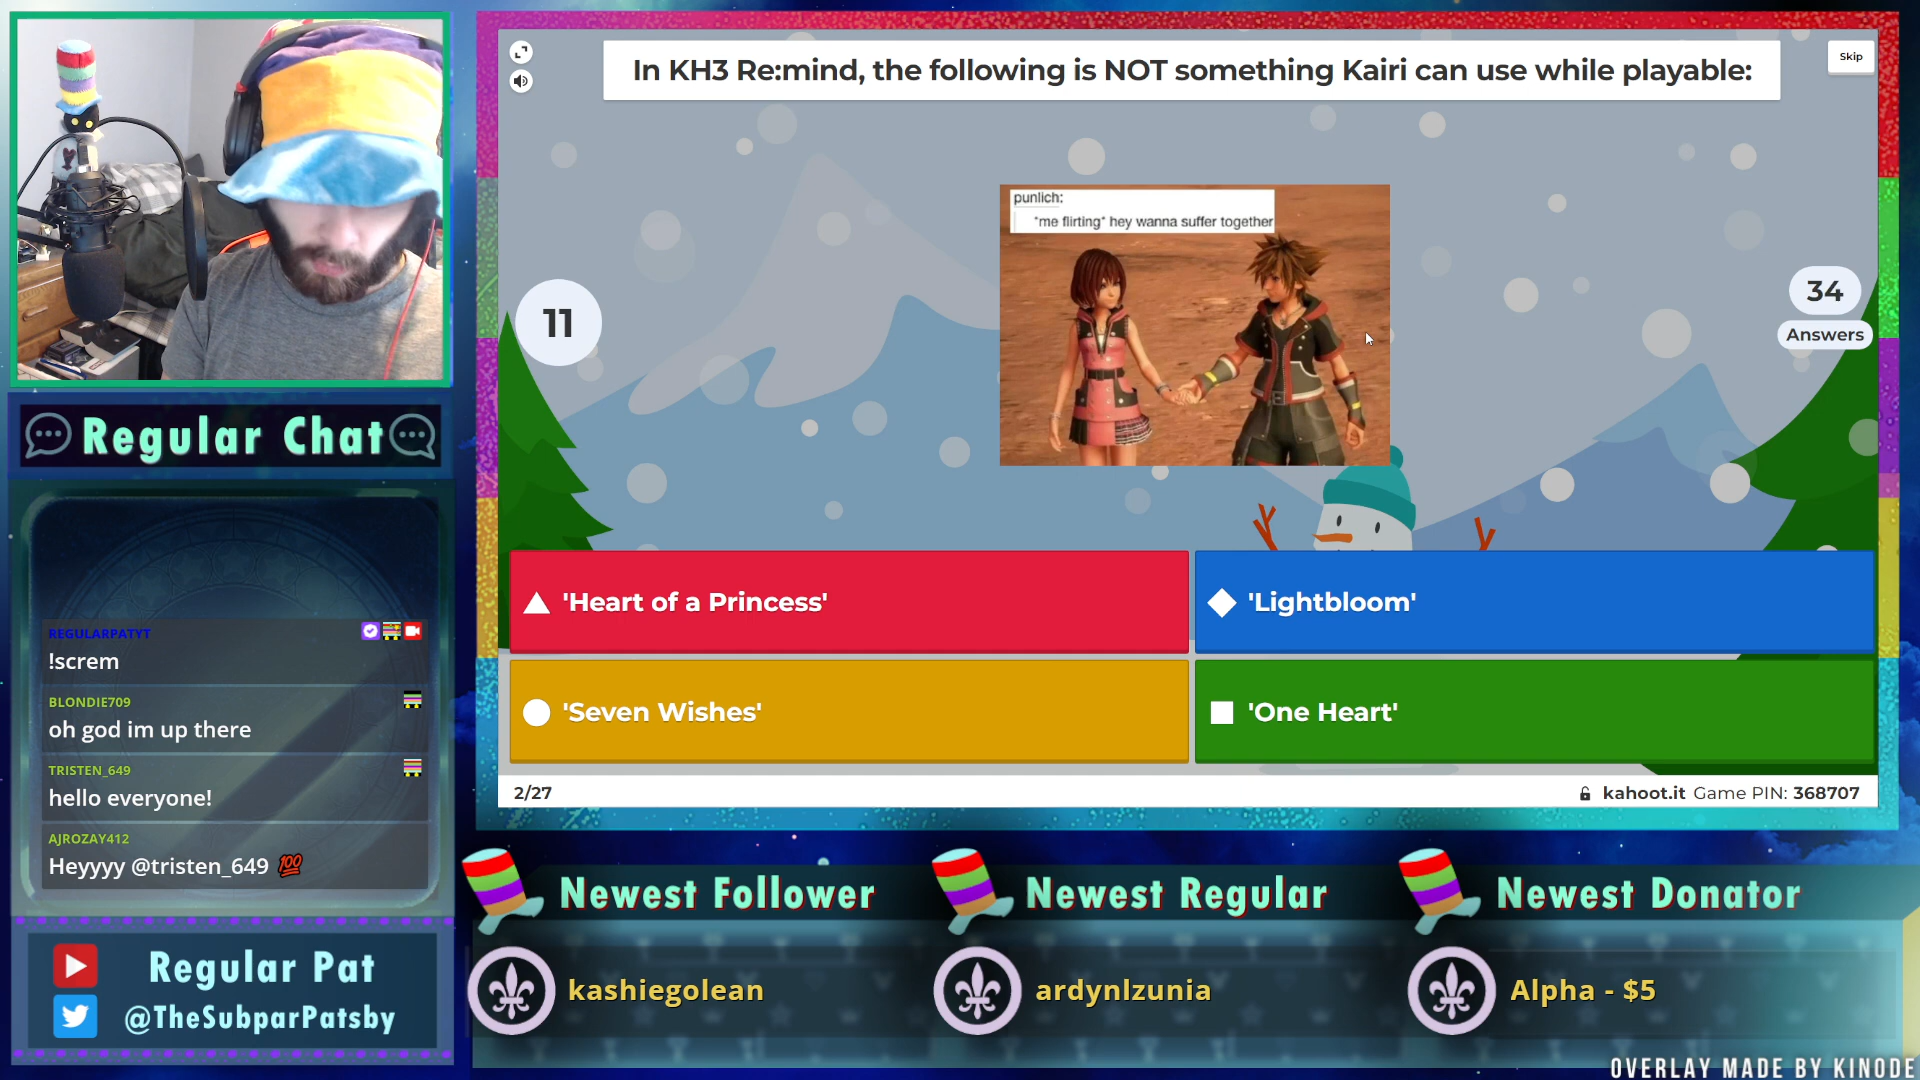 In KH3 Re:mind, the following is NOT something Kairi can use while playable:
Skip
punlich:
*me flirting* hey wanna suffer together
11
34
Answers
'Heart of a Princess'
'Lightbloom'
'Seven Wishes'
'One Heart'
2/27
kahoot.it Game PIN: 368707
Regular Chat
REGULARPATYT
!screm
BLONDIE709
oh god im up there
TRISTEN_649
hello everyone!
AJROZAY412
Heyyyy @tristen_649 💯
Regular Pat
@TheSubparPatsby
Newest Follower
kashiegolean
Newest Regular
ardynlzunia
Newest Donator
Alpha - $5
OVERLAY MADE BY KINODE